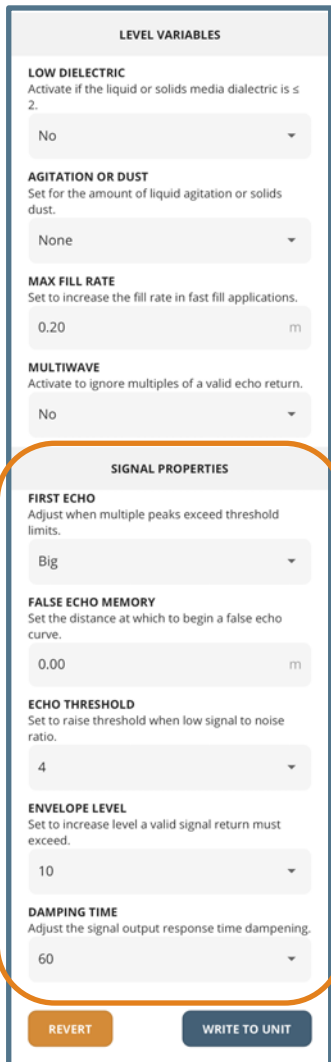 LEVEL VARIABLES
LOW DIELECTRIC
Activate if the liquid or solids media dialectric is ≤
2.
No
AGITATION OR DUST
Set for the amount of liquid agitation or solids
dust.
None
MAX FILL RATE
Set to increase the fill rate in fast fill applications.
0.20 m
MULTIWAVE
Activate to ignore multiples of a valid echo return.
No
SIGNAL PROPERTIES
FIRST ECHO
Adjust when multiple peaks exceed threshold
limits.
Big
FALSE ECHO MEMORY
Set the distance at which to begin a false echo
curve.
0.00 m
ECHO THRESHOLD
Set to raise threshold when low signal to noise
ratio.
4
ENVELOPE LEVEL
Set to increase level a valid signal return must
exceed.
10
DAMPING TIME
Adjust the signal output response time dampening.
60
REVERT WRITE TO UNIT